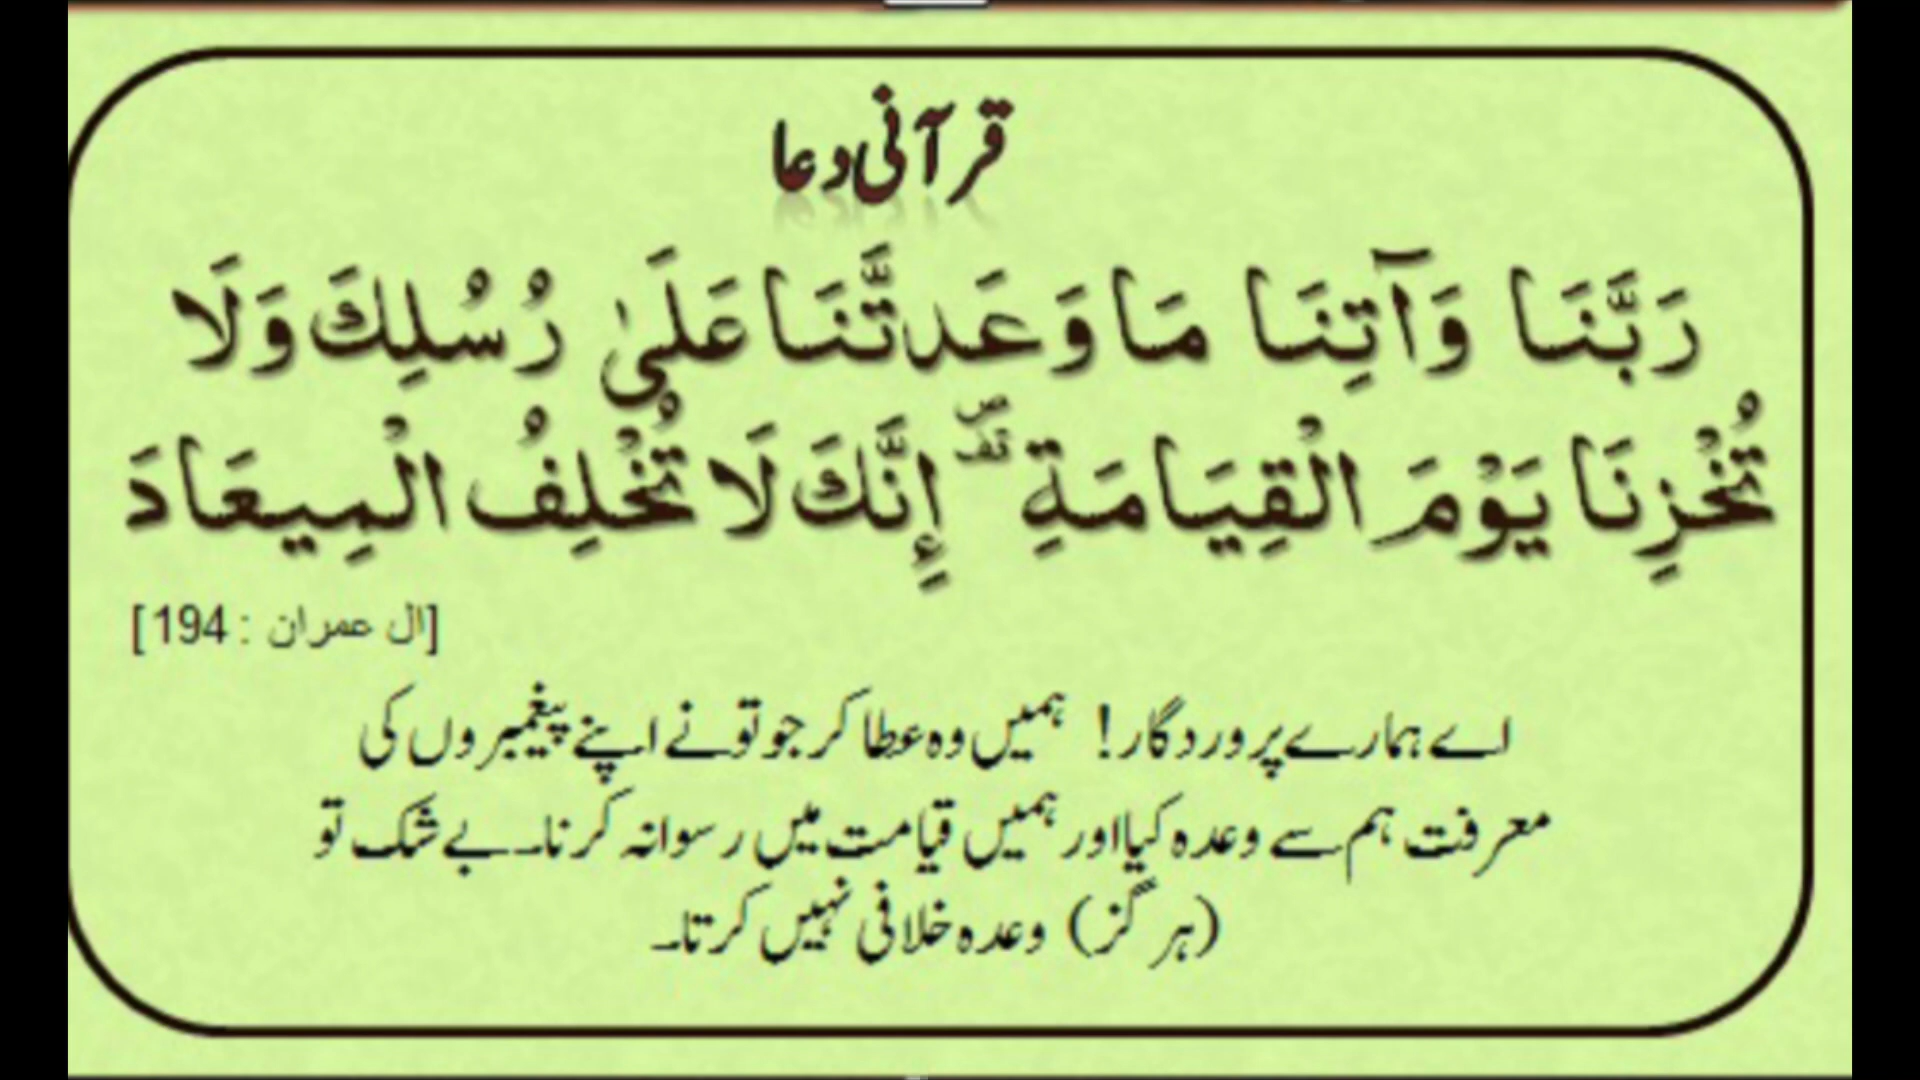 قرآنی دعا
رَبَّنَا وَآتِنَا مَا وَعَدتَّنَا عَلَىٰ رُسُلِكَ وَلَا
تُخْزِنَا يَوْمَ الْقِيَامَةِ ۗ إِنَّكَ لَا تُخْلِفُ الْمِيعَادَ
[ال عمران : 194]
اے ہمارے پروردگار! ہمیں وہ عطا کر جو تو نے اپنے پیغمبروں کی
معرفت ہم سے وعدہ کیا اور ہمیں قیامت میں رسوا نہ کرنا۔ بے شک تو
(ہر گز) وعدہ خلافی نہیں کرتا۔